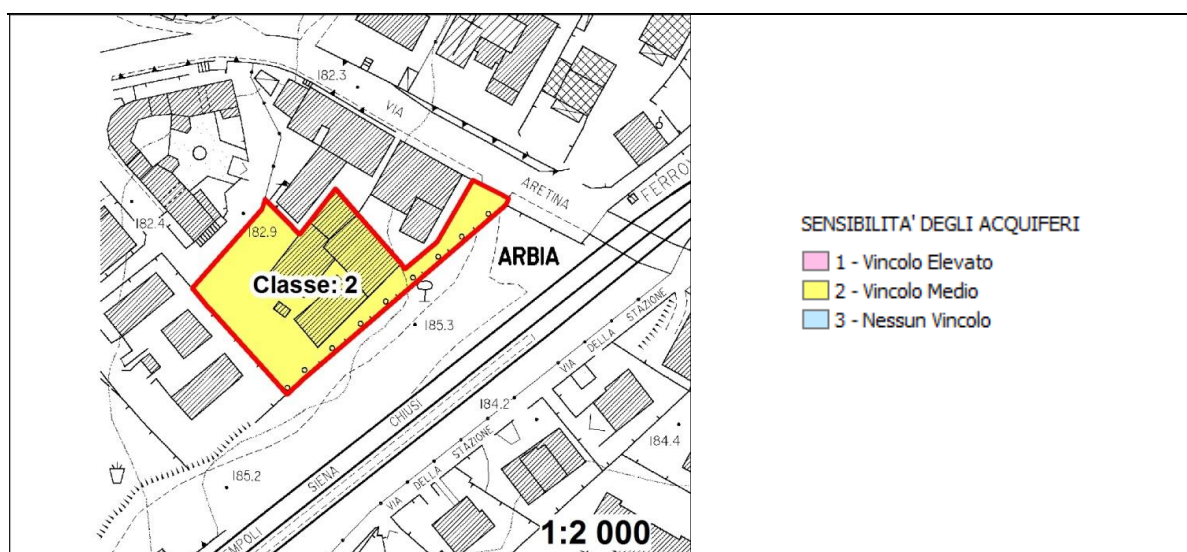 182.3
VIA
ARETINA
FERROV
182.4
182.9
ARBIA
Classe: 2
185.3
VIA DELLA STAZIONE
CHIUSI
184.2
SIENA
VIA DELLA STAZIONE
184.4
185.2
EMPOLI
1:2 000
SENSIBILITA' DEGLI ACQUIFERI
1 - Vincolo Elevato
2 - Vincolo Medio
3 - Nessun Vincolo